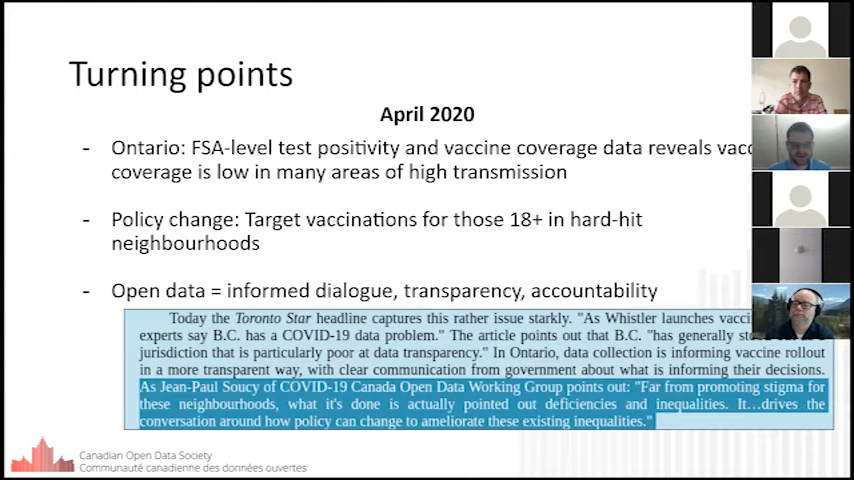 Turning points
April 2020
- Ontario: FSA-level test positivity and vaccine coverage data reveals vacc
coverage is low in many areas of high transmission
- Policy change: Target vaccinations for those 18+ in hard-hit
neighbourhoods
- Open data = informed dialogue, transparency, accountability
Today the Toronto Star headline captures this rather issue starkly. "As Whistler launches vacci
experts say B.C. has a COVID-19 data problem." The article points out that B.C. "has generally
jurisdiction that is particularly poor at data transparency." In Ontario, data collection is informing vaccine rollout
in a more transparent way, with clear communication from government about what is informing their decisions.
As Jean-Paul Soucy of COVID-19 Canada Open Data Working Group points out: "Far from promoting stigma for
these neighbourhoods, what it's done is actually pointed out deficiencies and inequalities. It…drives the
conversation around how policy can change to ameliorate these existing inequalities."
Canadian Open Data Society
Communauté canadienne des données ouvertes